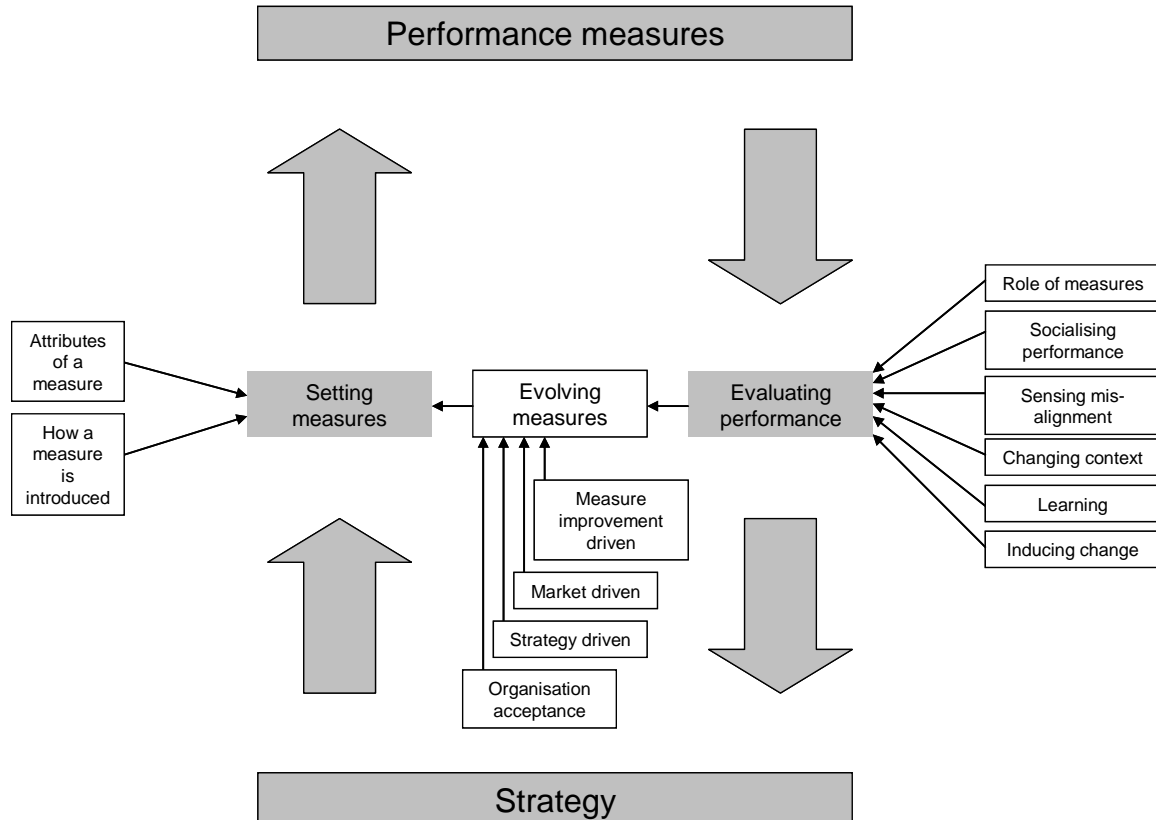 Performance measures
Role of measures
Socialising
performance
Attributes
of a
measure
Setting
measures
Evolving
measures
Evaluating
performance
Sensing mis-
alignment
How a
measure
is
introduced
Changing context
Learning
Inducing change
Measure
improvement
driven
Market driven
Strategy driven
Organisation
acceptance
Strategy